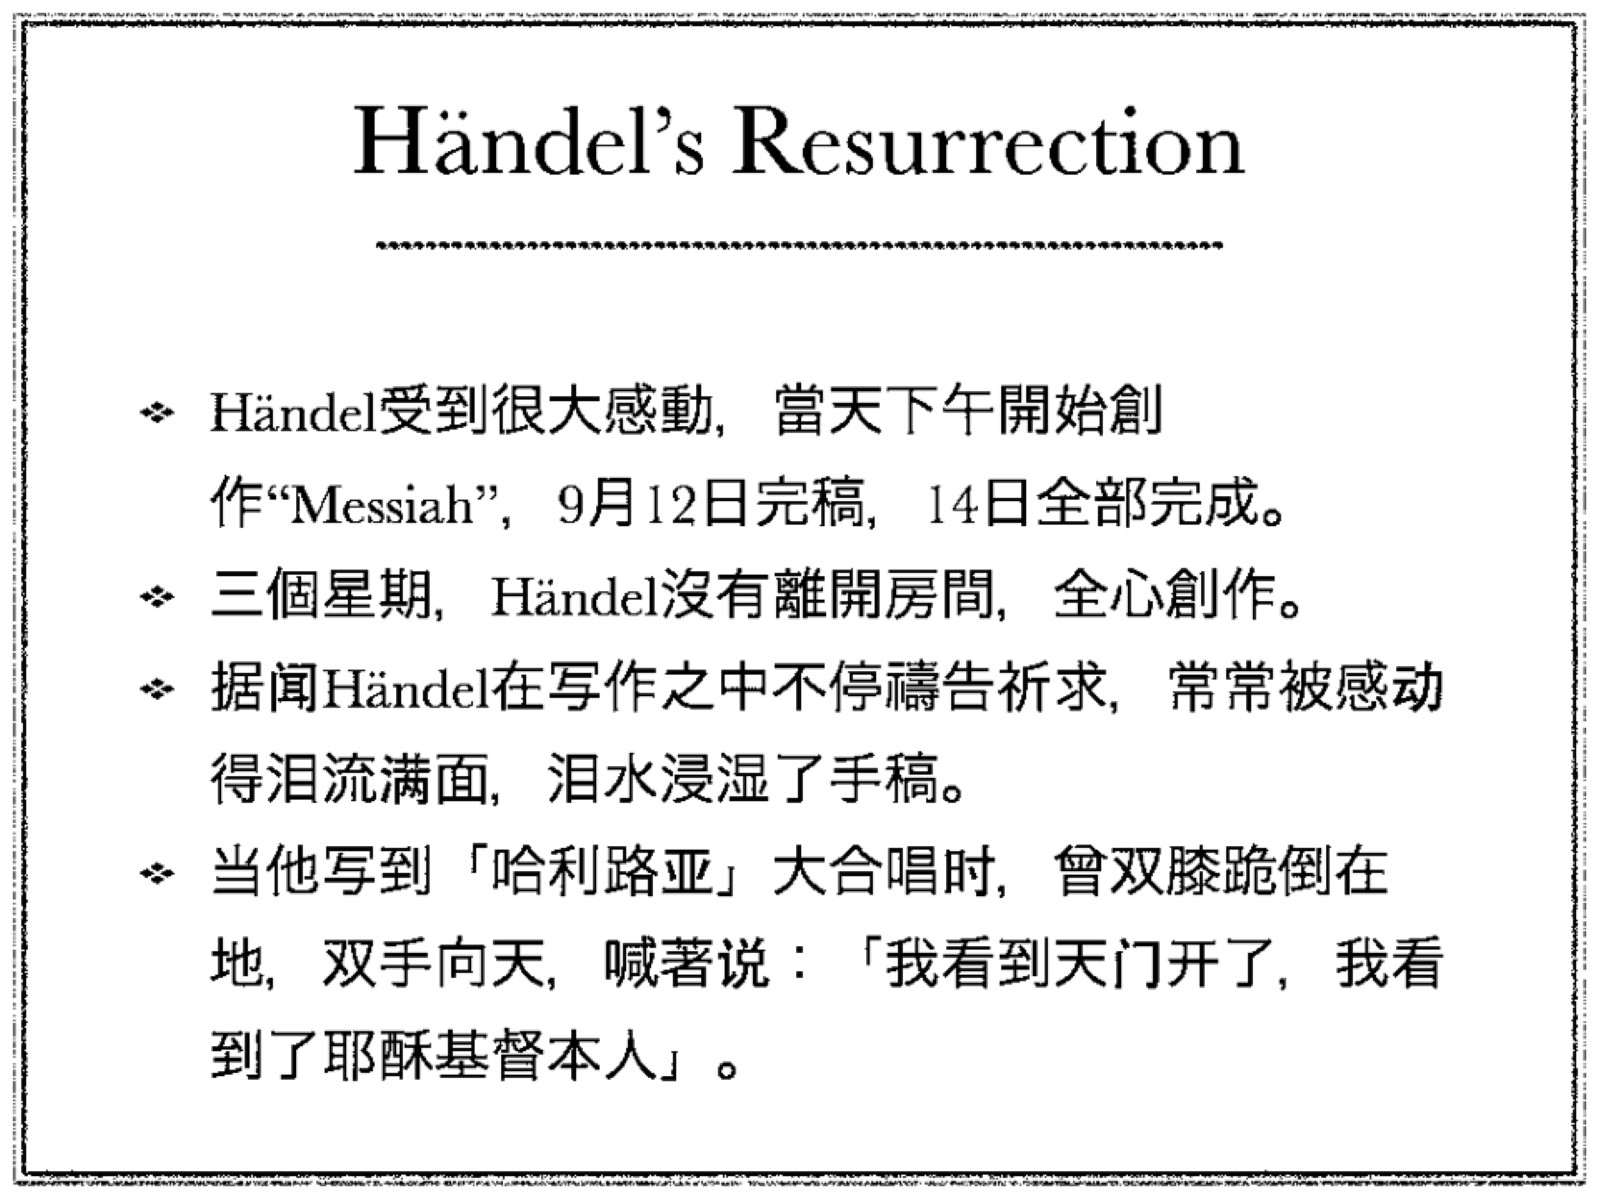 Händel’s Resurrection
❖ Händel受到很大感動，當天下午開始創
作“Messiah”，9月12日完稿，14日全部完成。
❖ 三個星期，Händel沒有離開房間，全心創作。
❖ 据闻Händel在写作之中不停禱告祈求，常常被感动
得泪流满面，泪水浸湿了手稿。
❖ 当他写到「哈利路亚」大合唱时，曾双膝跪倒在
地，双手向天，喊著说：「我看到天门开了，我看
到了耶酥基督本人」。